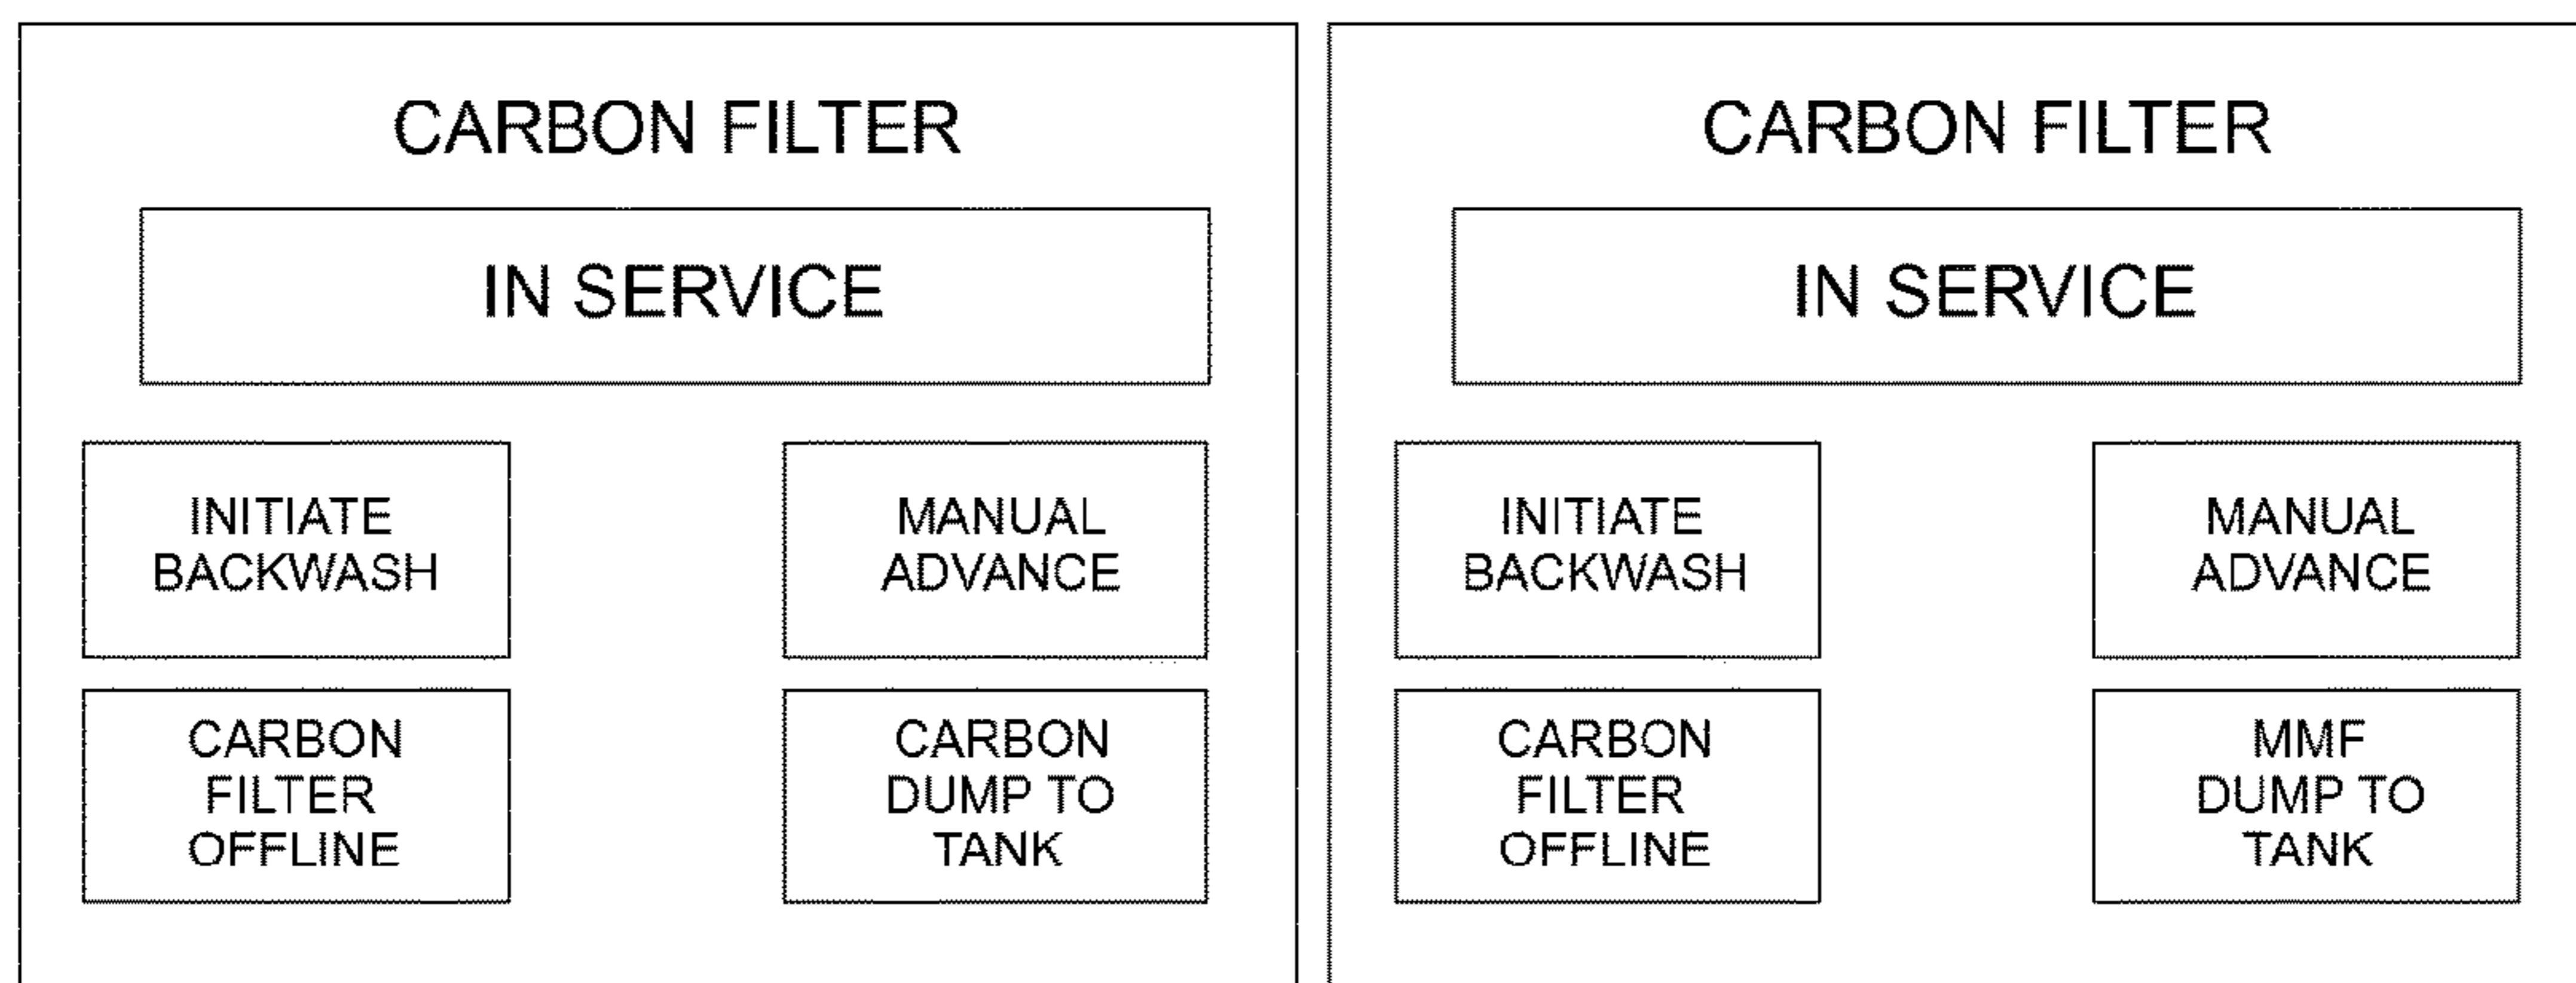 CARBON FILTER
IN SERVICE
INITIATE
BACKWASH
MANUAL
ADVANCE
CARBON
FILTER
OFFLINE
CARBON
DUMP TO
TANK
CARBON FILTER
IN SERVICE
INITIATE
BACKWASH
MANUAL
ADVANCE
CARBON
FILTER
OFFLINE
MMF
DUMP TO
TANK